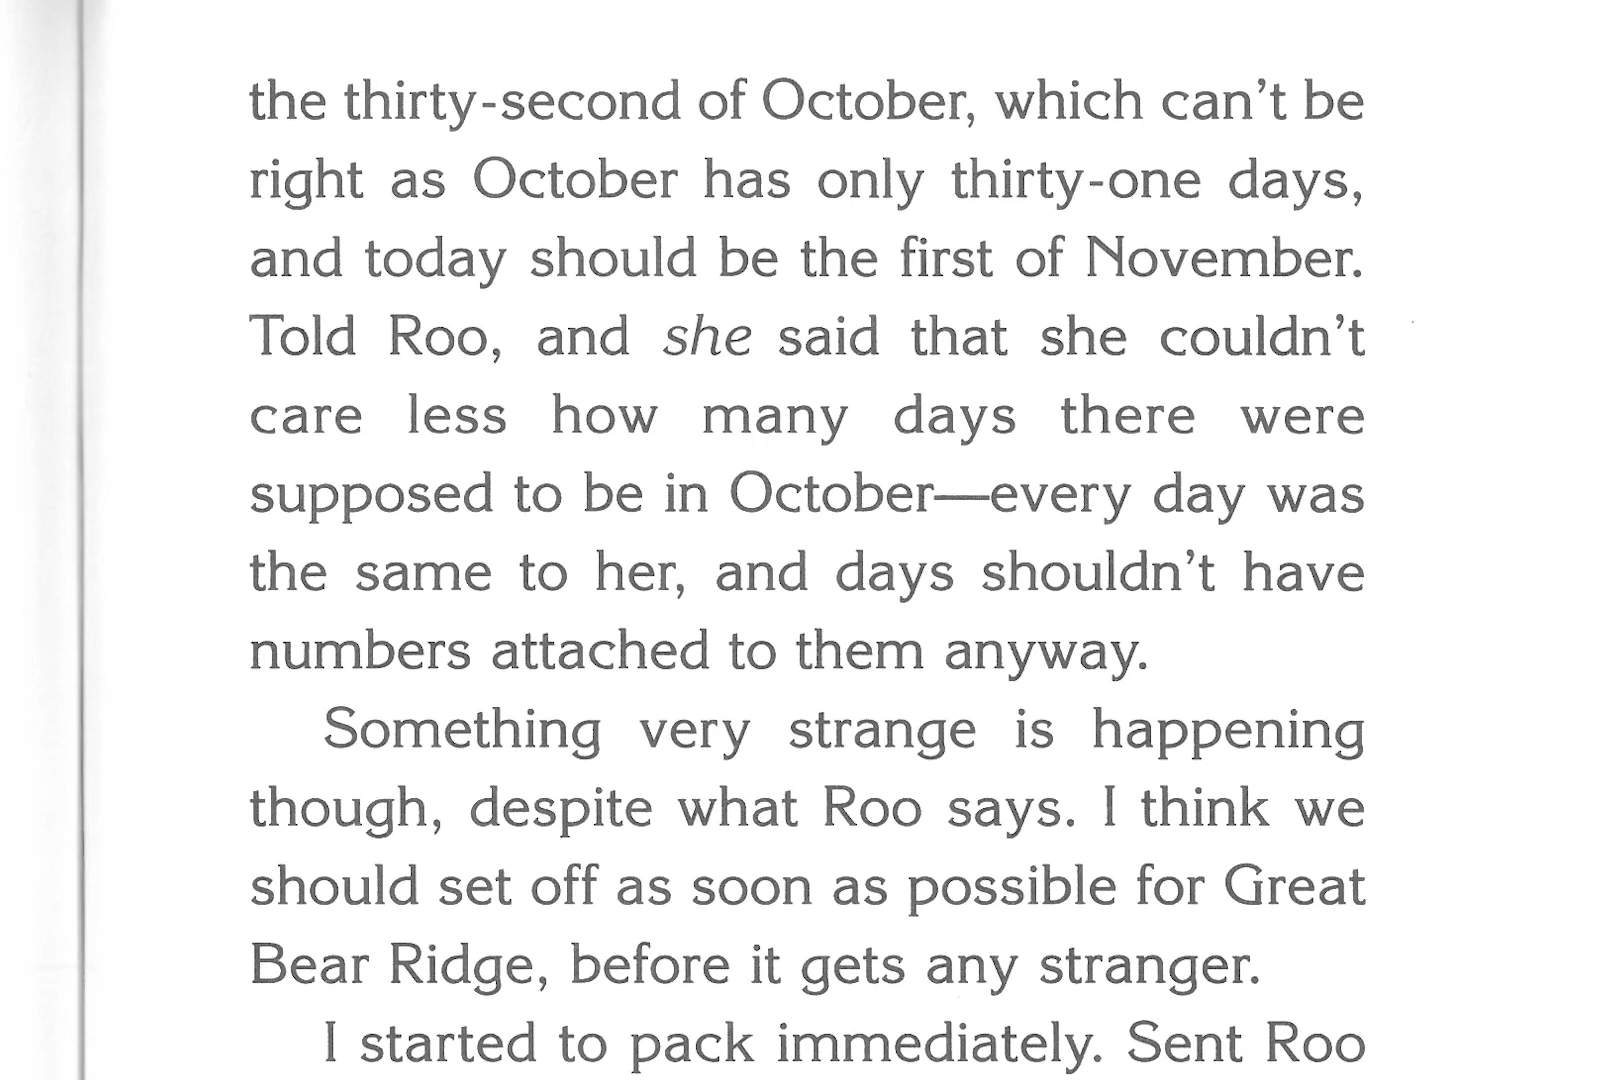 the thirty-second of October, which can’t be
right as October has only thirty-one days,
and today should be the first of November.
Told Roo, and she said that she couldn’t
care less how many days there were
supposed to be in October—every day was
the same to her, and days shouldn’t have
numbers attached to them anyway.
Something very strange is happening
though, despite what Roo says. I think we
should set off as soon as possible for Great
Bear Ridge, before it gets any stranger.
I started to pack immediately. Sent Roo